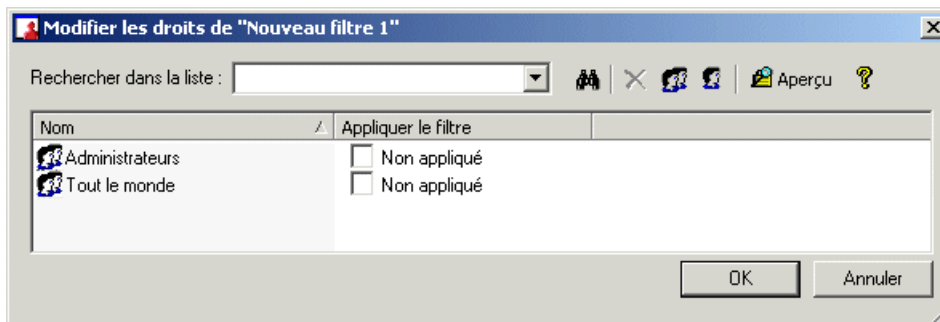 Modifier les droits de "Nouveau filtre 1"
Rechercher dans la liste : Aperçu
Nom Appliquer le filtre
Administrateurs Non appliqué
Tout le monde Non appliqué
OK Annuler